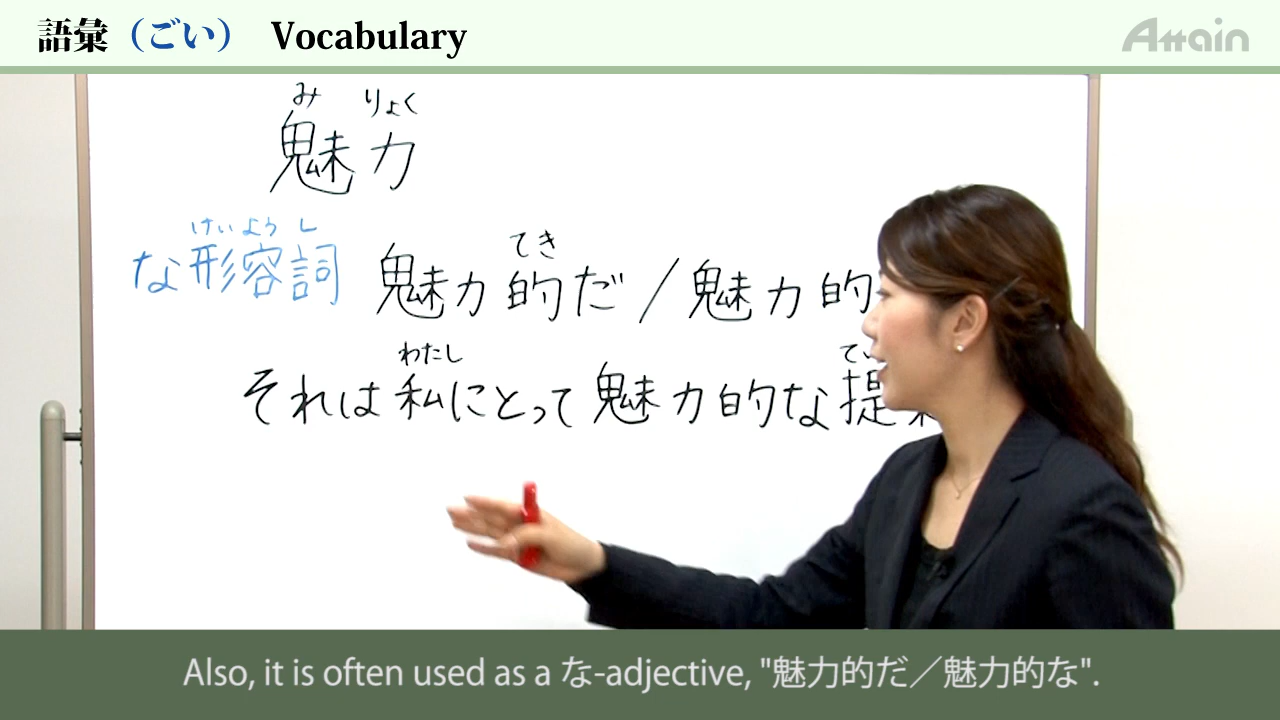 語彙（ごい） Vocabulary
Attain
み りょく
魅力
けいようし
な形容詞
てき
魅力的だ／魅力的
わたし
それは私にとって魅力的な提
Also, it is often used as a な-adjective, "魅力的だ／魅力的な".